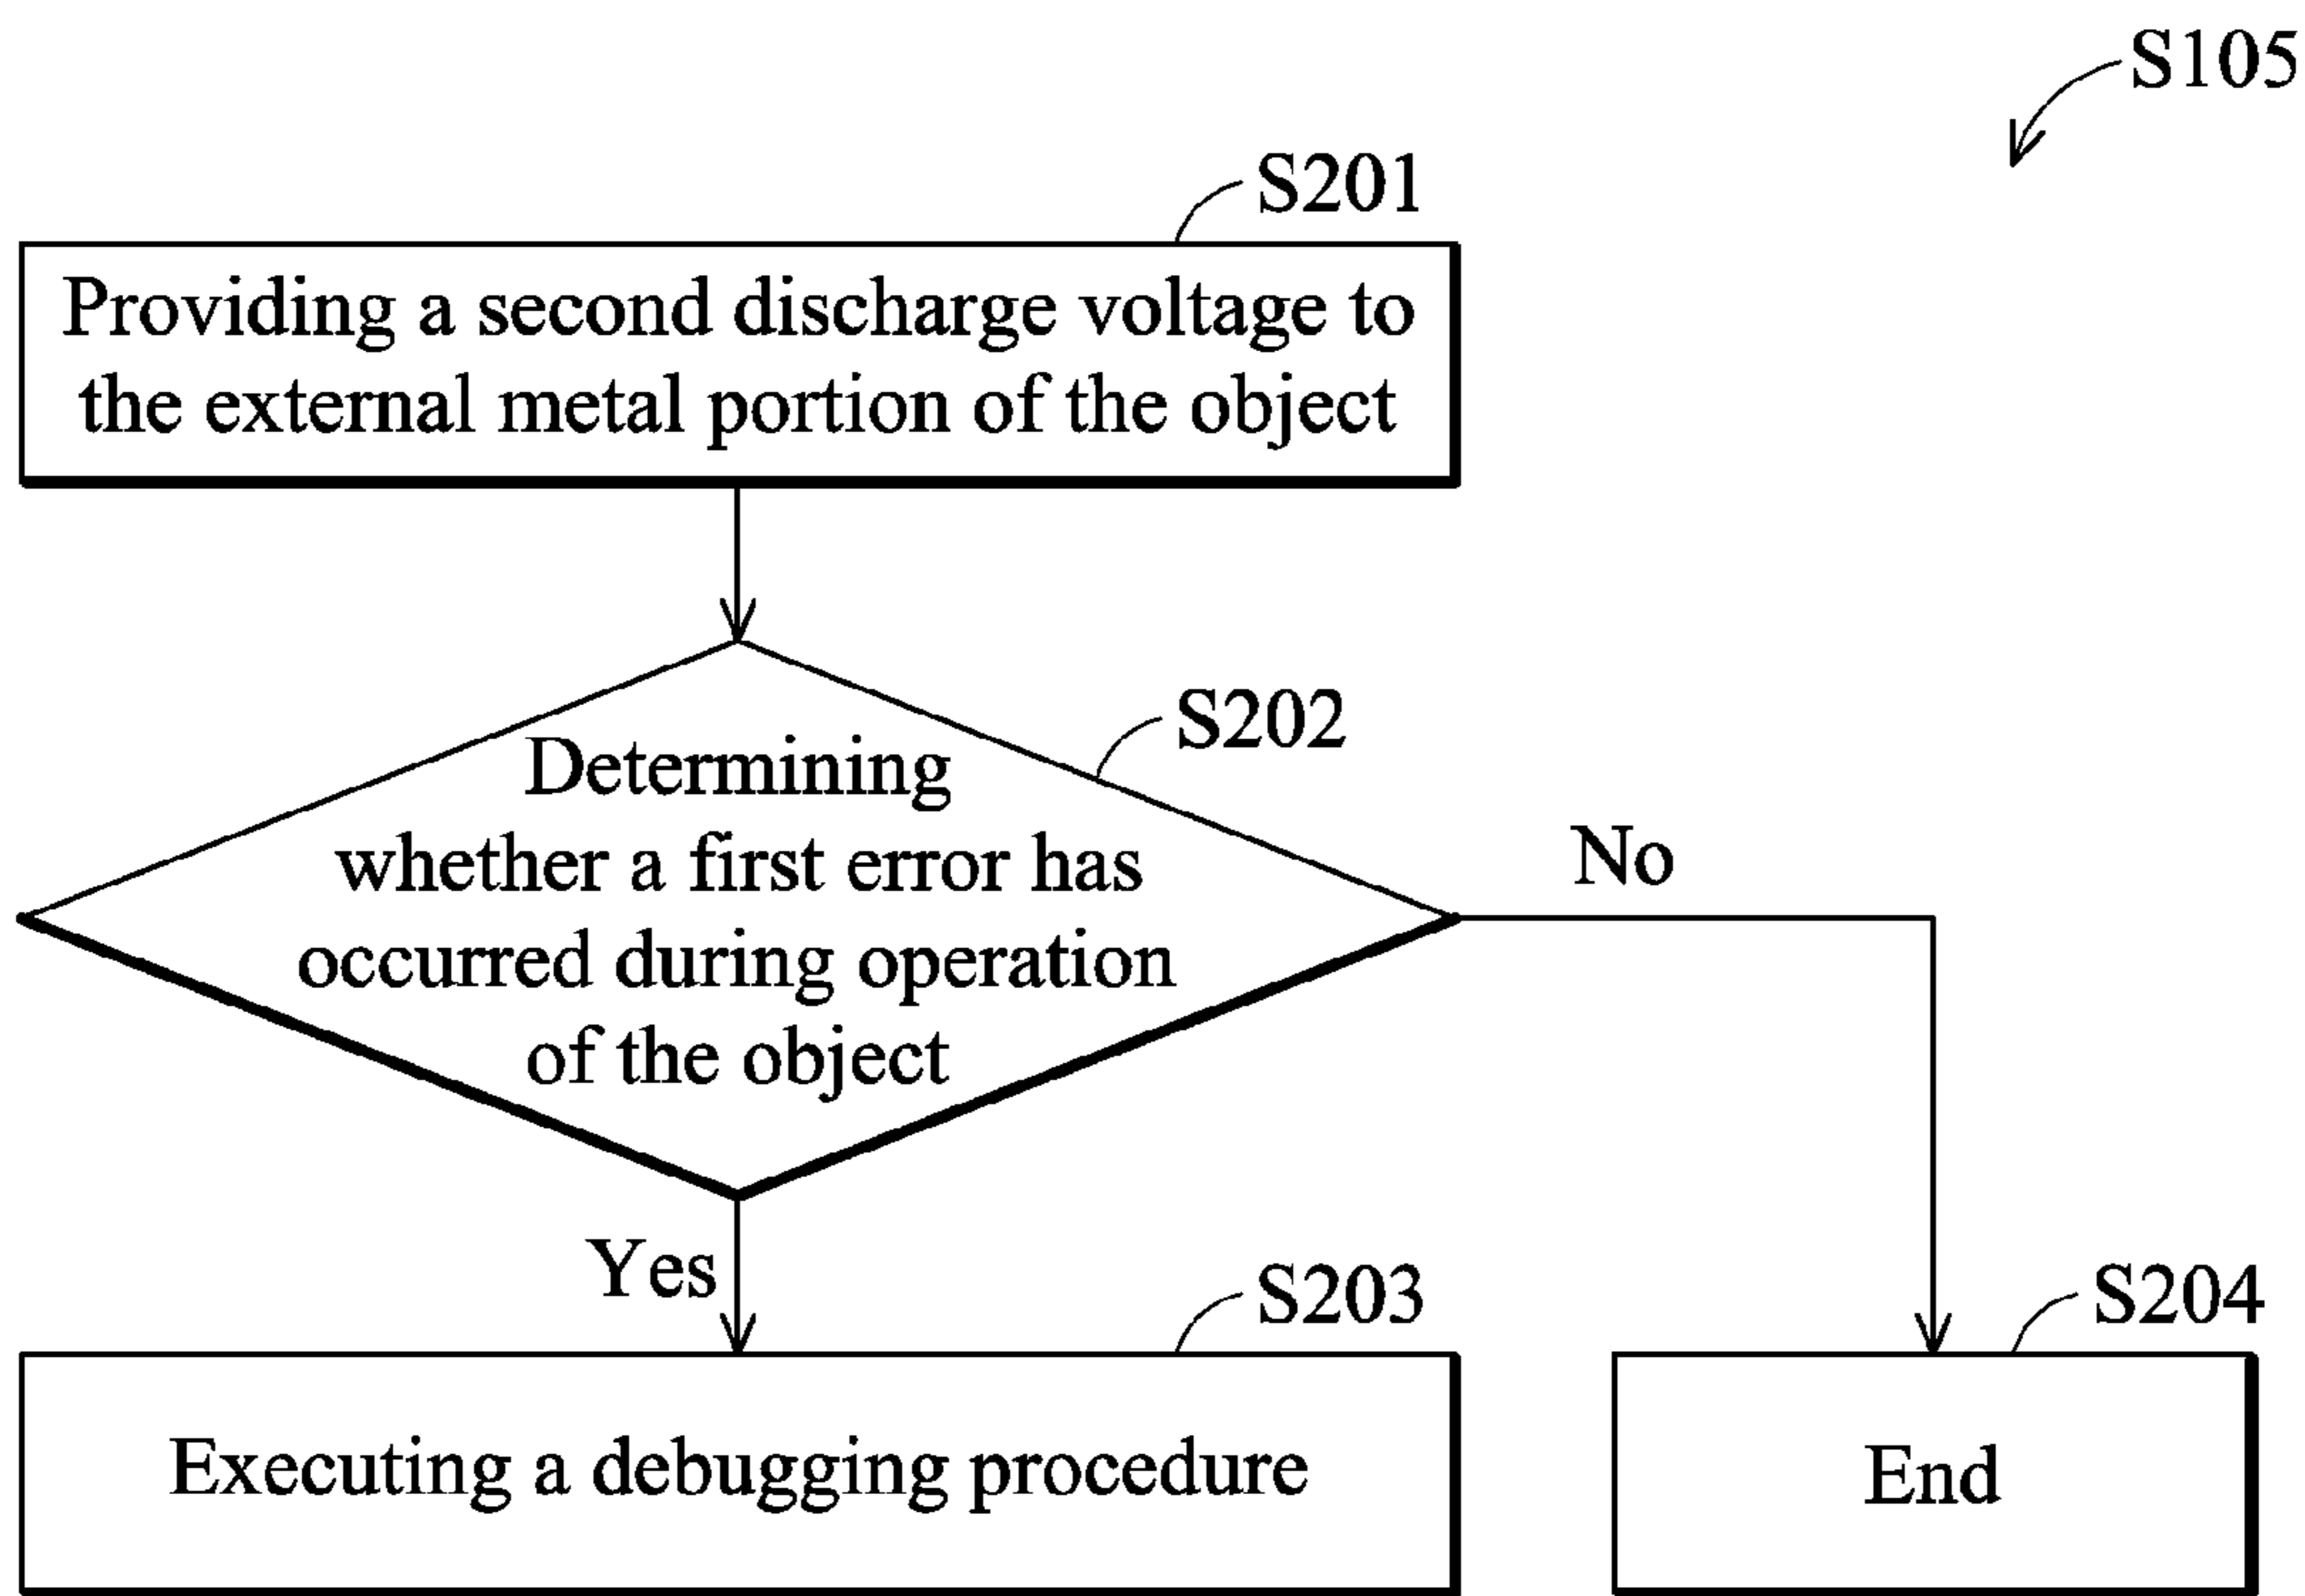 S105
S201
Providing a second discharge voltage to
the external metal portion of the object
S202
Determining
whether a first error has
occurred during operation
of the object
No
Yes
S203
Executing a debugging procedure
S204
End